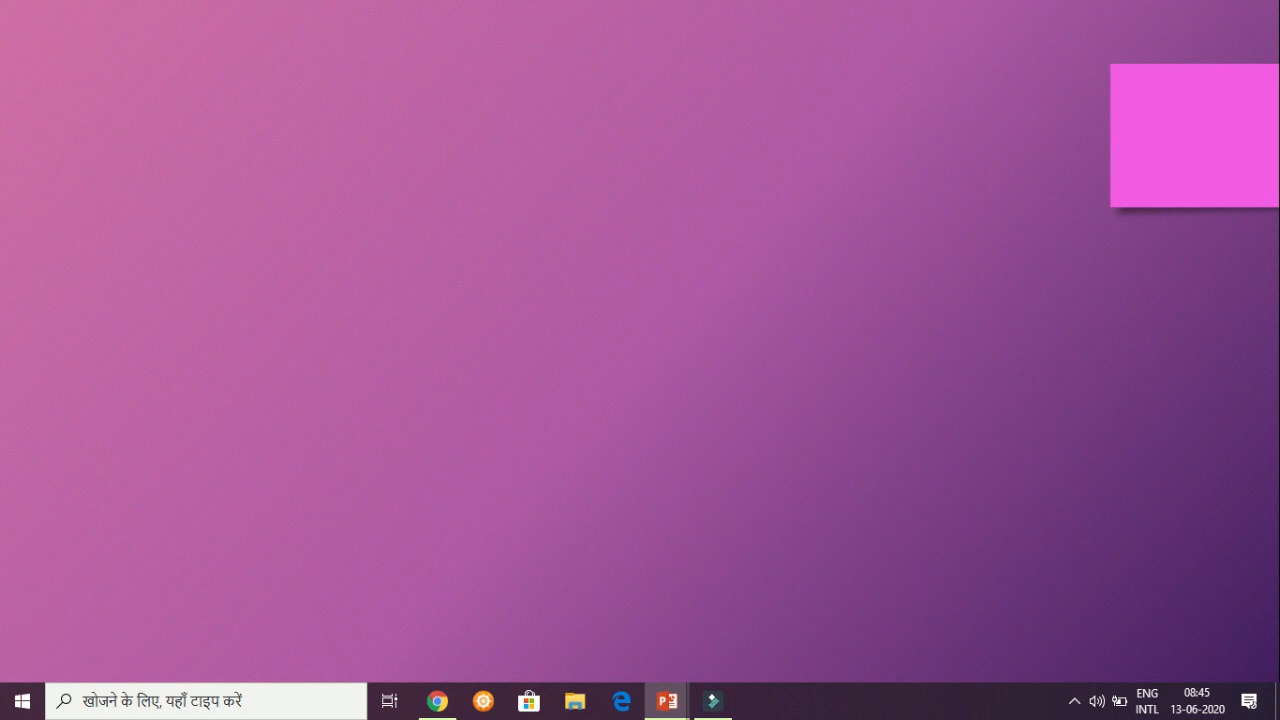 खोजने के लिए, यहाँ टाइप करें
ENG
INTL
08:45
13-06-2020